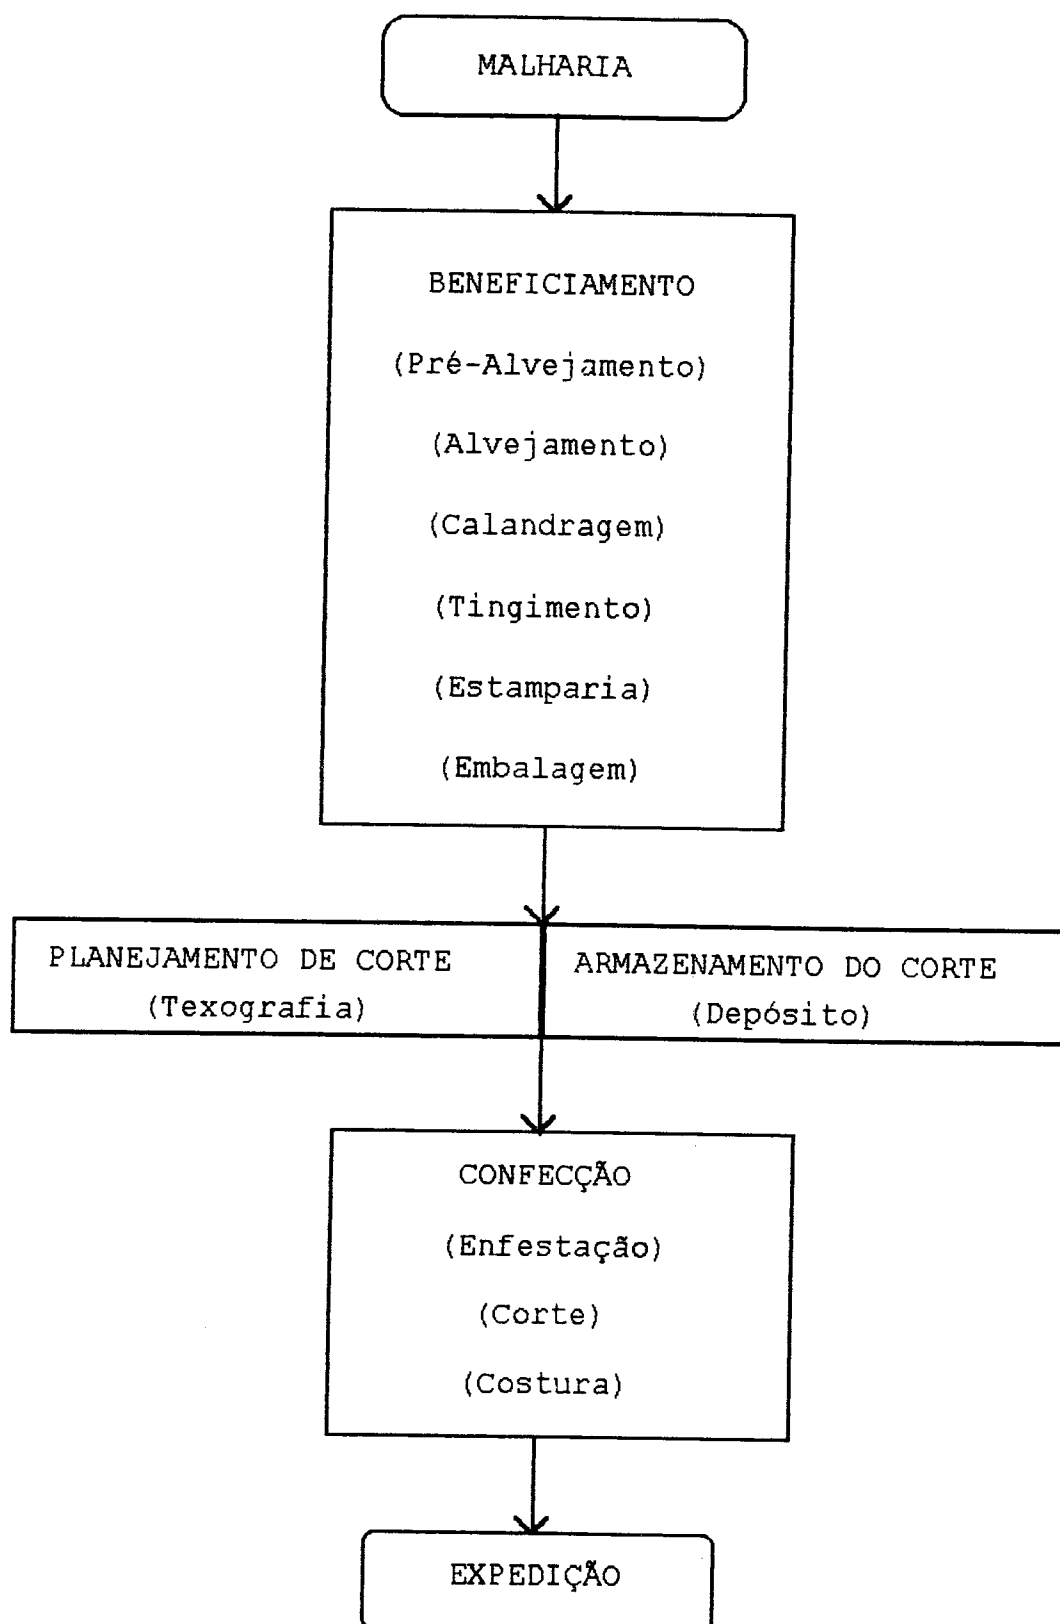 MALHARIA
BENEFICIAMENTO
(Pré-Alvejamento)
(Alvejamento)
(Calandragem)
(Tingimento)
(Estamparia)
(Embalagem)
PLANEJAMENTO DE CORTE
(Texografia)
ARMAZENAMENTO DO CORTE
(Depósito)
CONFECÇÃO
(Enfestação)
(Corte)
(Costura)
EXPEDIÇÃO